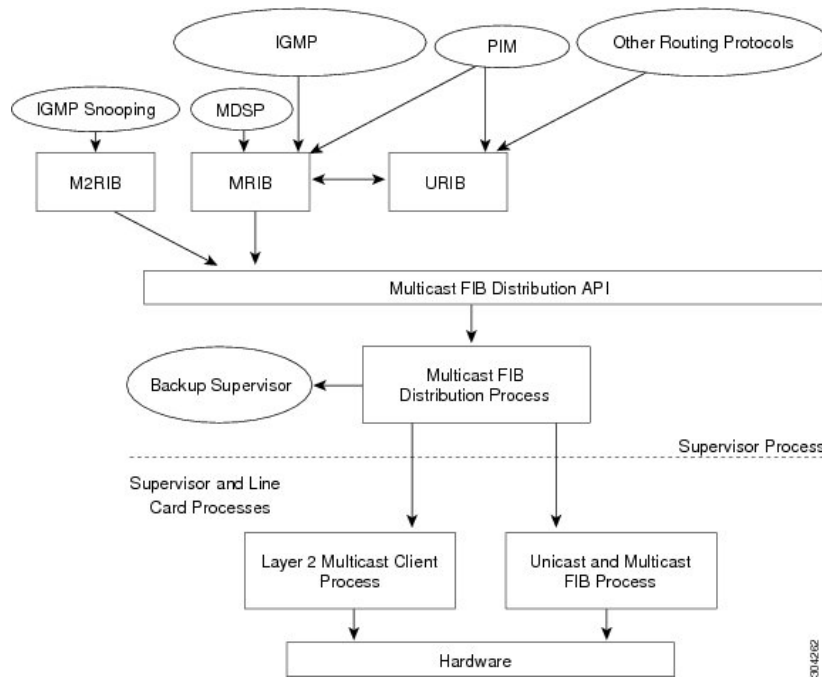 IGMP
PIM
Other Routing Protocols
IGMP Snooping
MDSP
M2RIB
MRIB
URIB
Multicast FIB Distribution API
Backup Supervisor
Multicast FIB
Distribution Process
Supervisor Process
Supervisor and Line
Card Processes
Layer 2 Multicast Client
Process
Unicast and Multicast
FIB Process
Hardware
304262